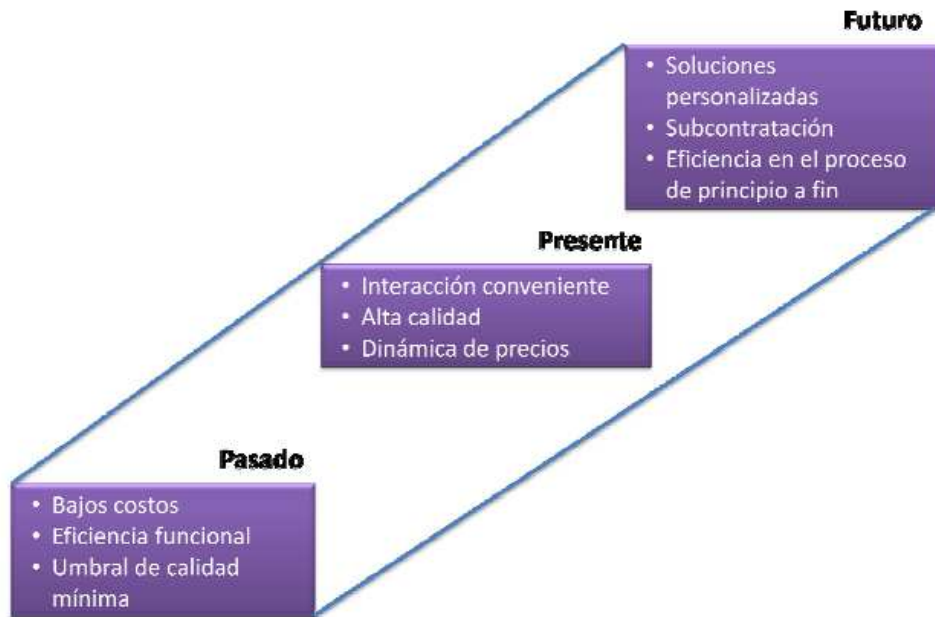 Futuro
• Soluciones
personalizadas
• Subcontratación
• Eficiencia en el proceso
de principio a fin
Presente
• Interacción conveniente
• Alta calidad
• Dinámica de precios
Pasado
• Bajos costos
• Eficiencia funcional
• Umbral de calidad
mínima